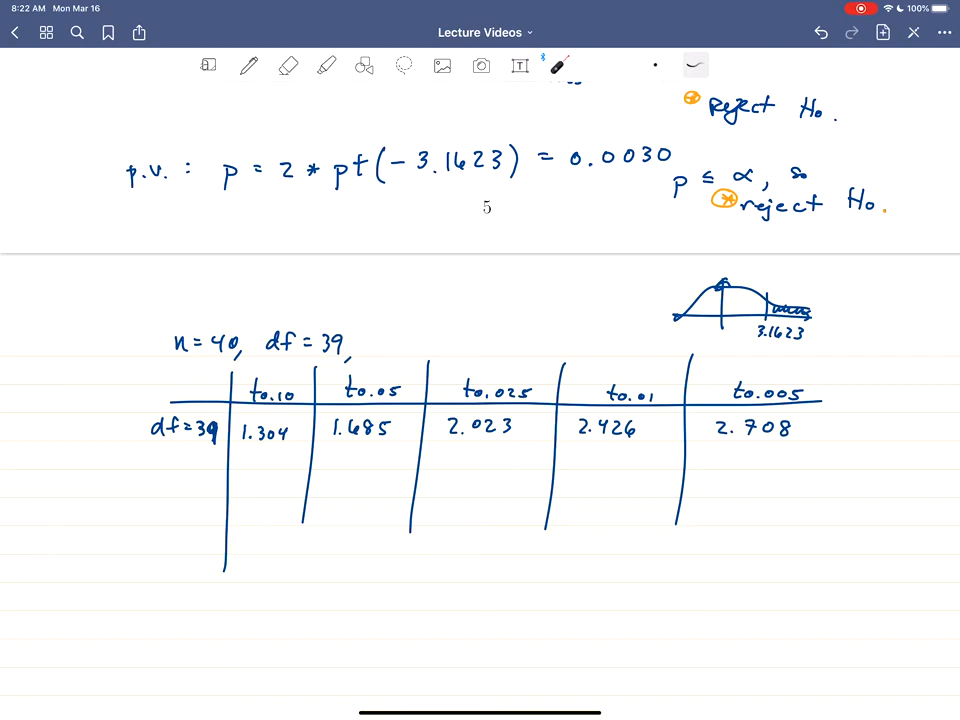 8:22 AM Mon Mar 16
100%
Lecture Videos
T
Reject Ho.
p.v. : p = 2 * pt(-3.1623) = 0.0030
p ≤ α, so
reject Ho.
5
3.1623
n = 40, df = 39,
t0.10 t0.05 t0.025 t0.01 t0.005
df=39 1.304 1.685 2.023 2.426 2.708